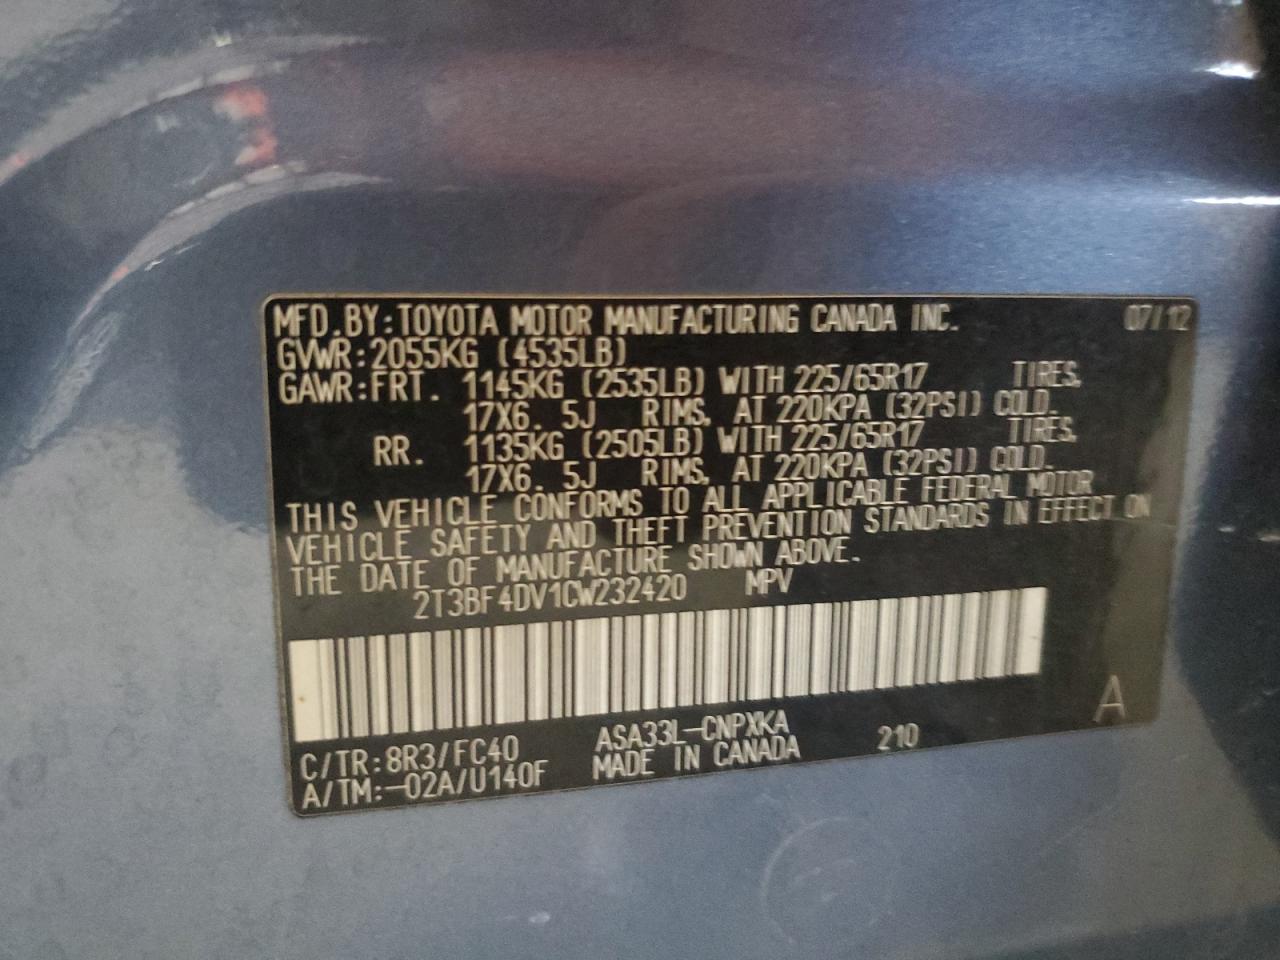 MFD.BY:TOYOTA MOTOR MANUFACTURING CANADA INC. 07/12
GVWR:2055KG (4535LB)
GAWR:FRT. 1145KG (2535LB) WITH 225/65R17 TIRES,
17X6. 5J RIMS, AT 220KPA (32PSI) COLD.
RR. 1135KG (2505LB) WITH 225/65R17 TIRES,
17X6. 5J RIMS, AT 220KPA (32PSI) COLD.
THIS VEHICLE CONFORMS TO ALL APPLICABLE FEDERAL MOTOR
VEHICLE SAFETY AND THEFT PREVENTION STANDARDS IN EFFECT ON
THE DATE OF MANUFACTURE SHOWN ABOVE.
2T3BF4DV1CW232420 MPV
A
C/TR:8R3/FC40 ASA33L-CNPXKA 210
A/TM:-02A/U140F MADE IN CANADA